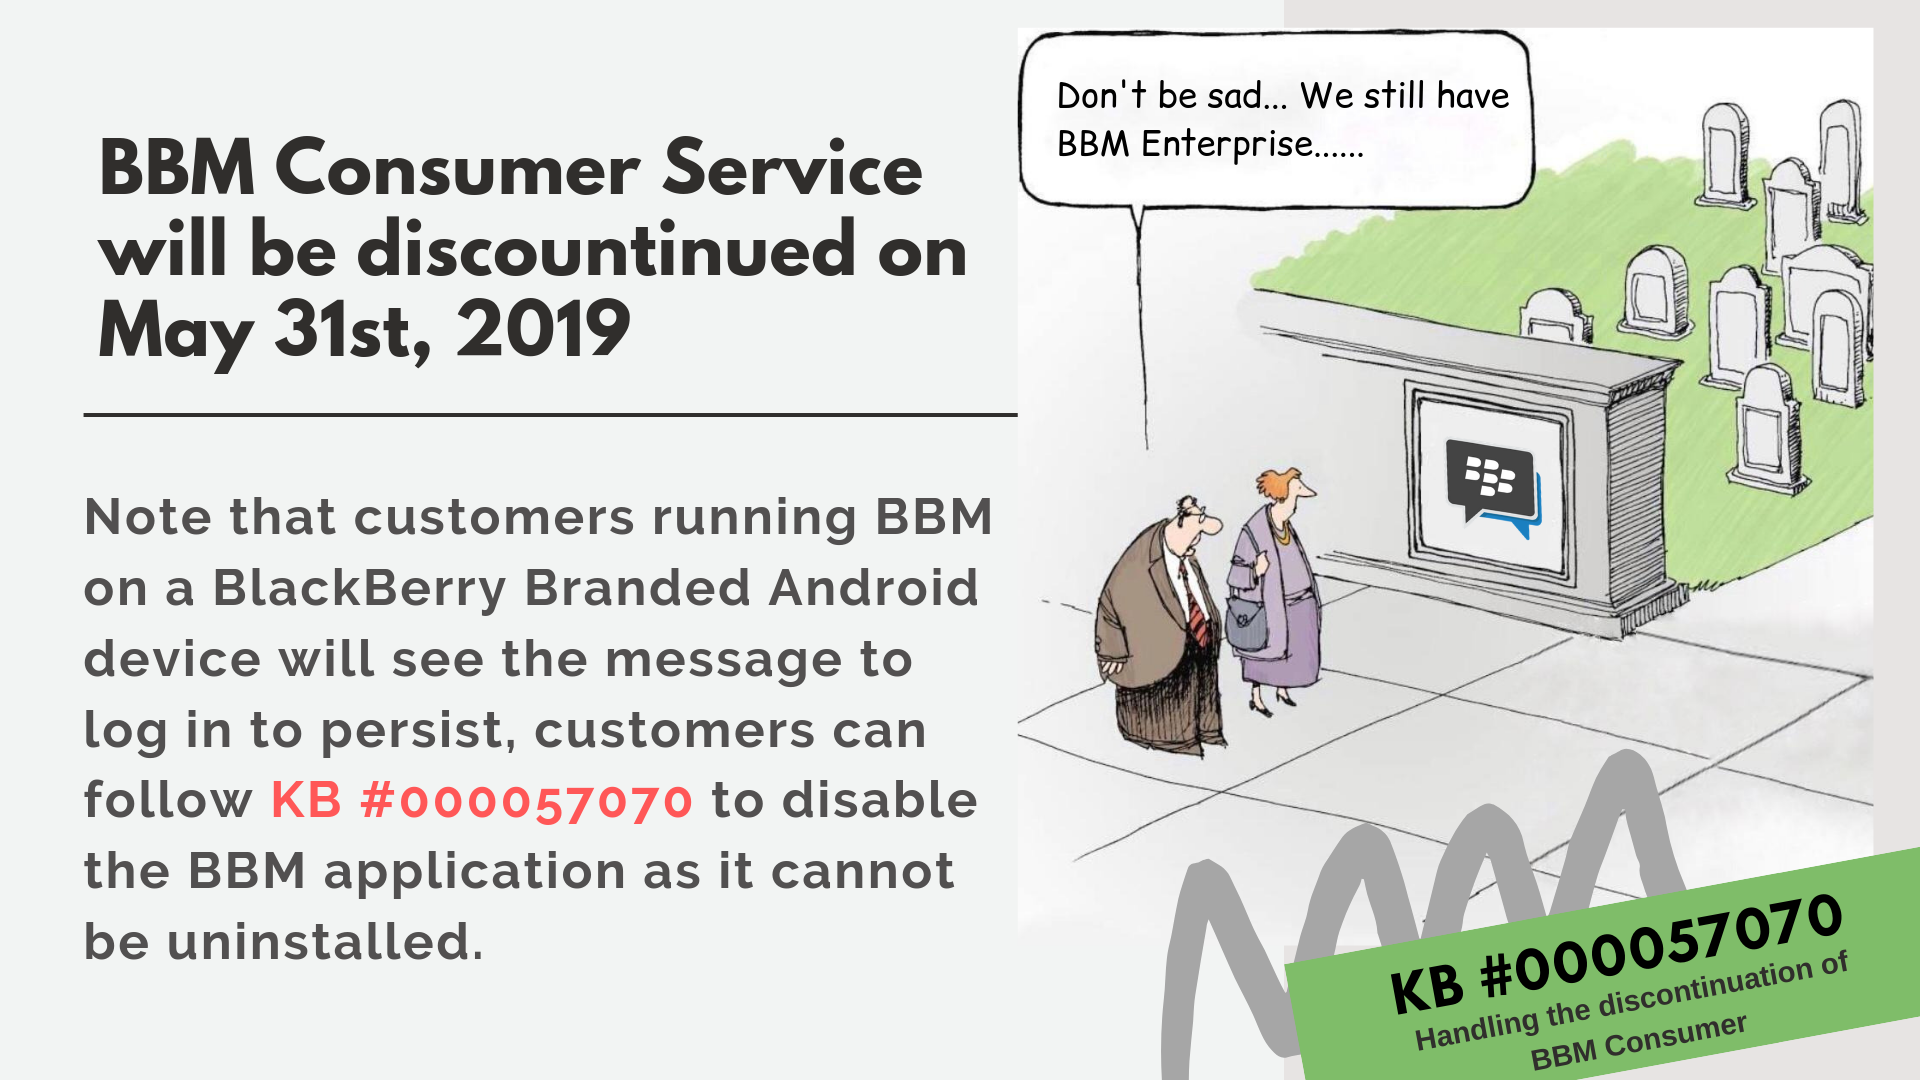 BBM Consumer Service
will be discountinued on
May 31st, 2019
Note that customers running BBM
on a BlackBerry Branded Android
device will see the message to
log in to persist, customers can
follow KB #000057070 to disable
the BBM application as it cannot
be uninstalled.
Don't be sad... We still have
BBM Enterprise......
KB #000057070
Handling the discontinuation of
BBM Consumer